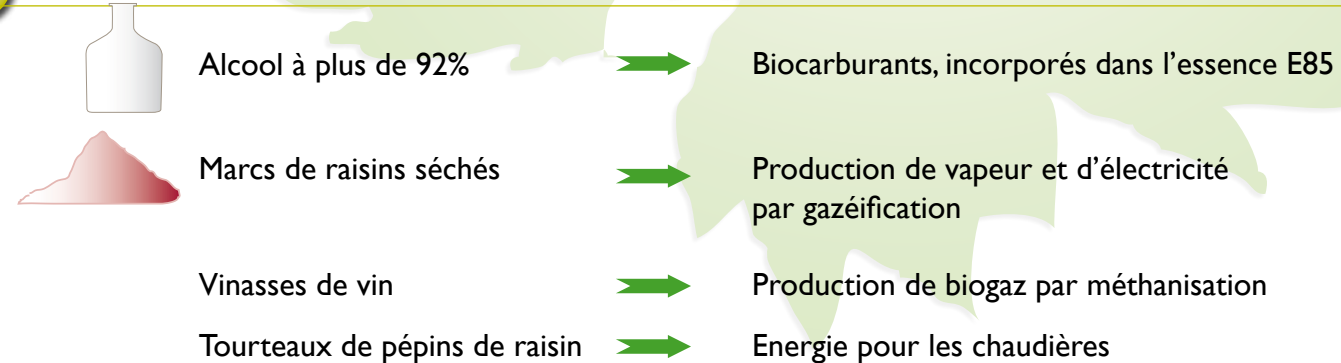 Alcool à plus de 92%
Biocarburants, incorporés dans l’essence E85
Marcs de raisins séchés
Production de vapeur et d’électricité
par gazéification
Vinasses de vin
Production de biogaz par méthanisation
Tourteaux de pépins de raisin
Energie pour les chaudières